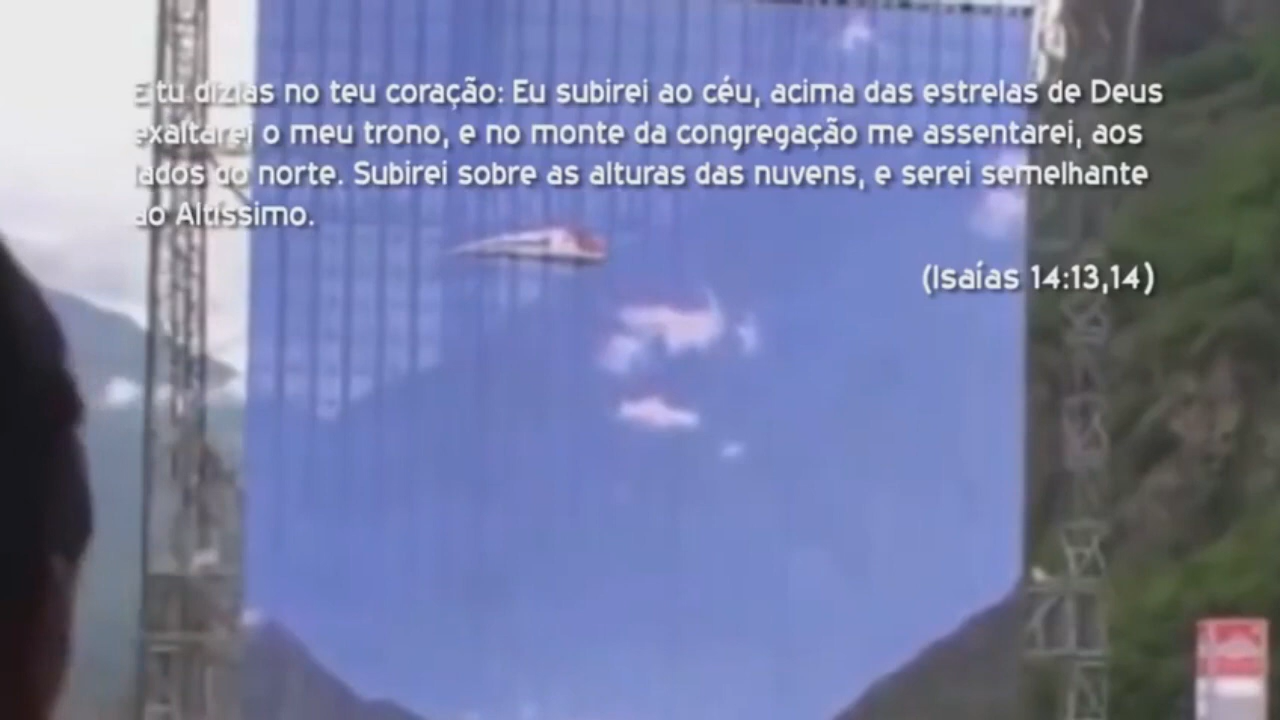 E tu dizias no teu coração: Eu subirei ao céu, acima das estrelas de Deus
exaltarei o meu trono, e no monte da congregação me assentarei, aos
lados do norte. Subirei sobre as alturas das nuvens, e serei semelhante
ao Altíssimo.
(Isaías 14:13,14)